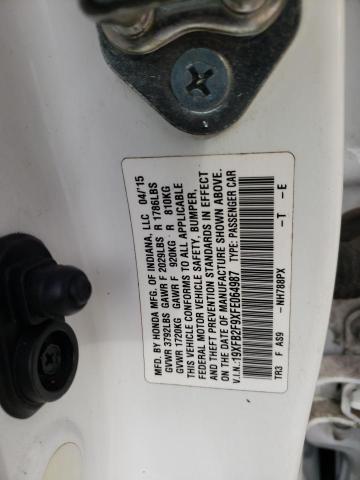 MFD. BY HONDA MFG. OF INDIANA, LLC 04/15
GVWR 3792LBS GAWR F 2029LBS R 1786LBS
GVWR 1720KG GAWR F 920KG R 810KG
THIS VEHICLE CONFORMS TO ALL APPLICABLE
FEDERAL MOTOR VEHICLE SAFETY, BUMPER,
AND THEFT PREVENTION STANDARDS IN EFFECT
ON THE DATE OF MANUFACTURE SHOWN ABOVE.
V.I.N. 19XFB2F9XFE064987 TYPE: PASSENGER CAR
TR3 F AS9 - NH788PX - T - E